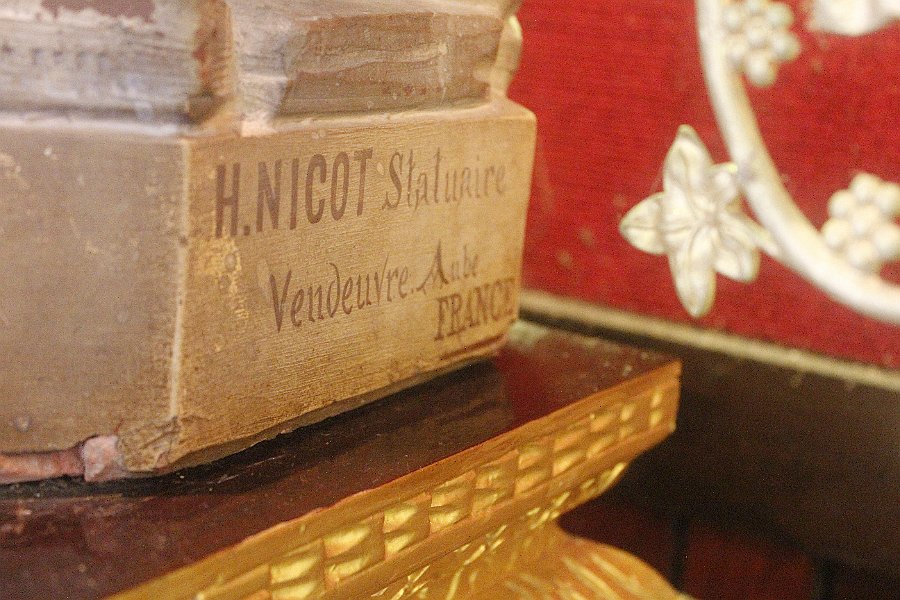 H.NICOT Statuaire
Vendeuvre. Aube
FRANCE